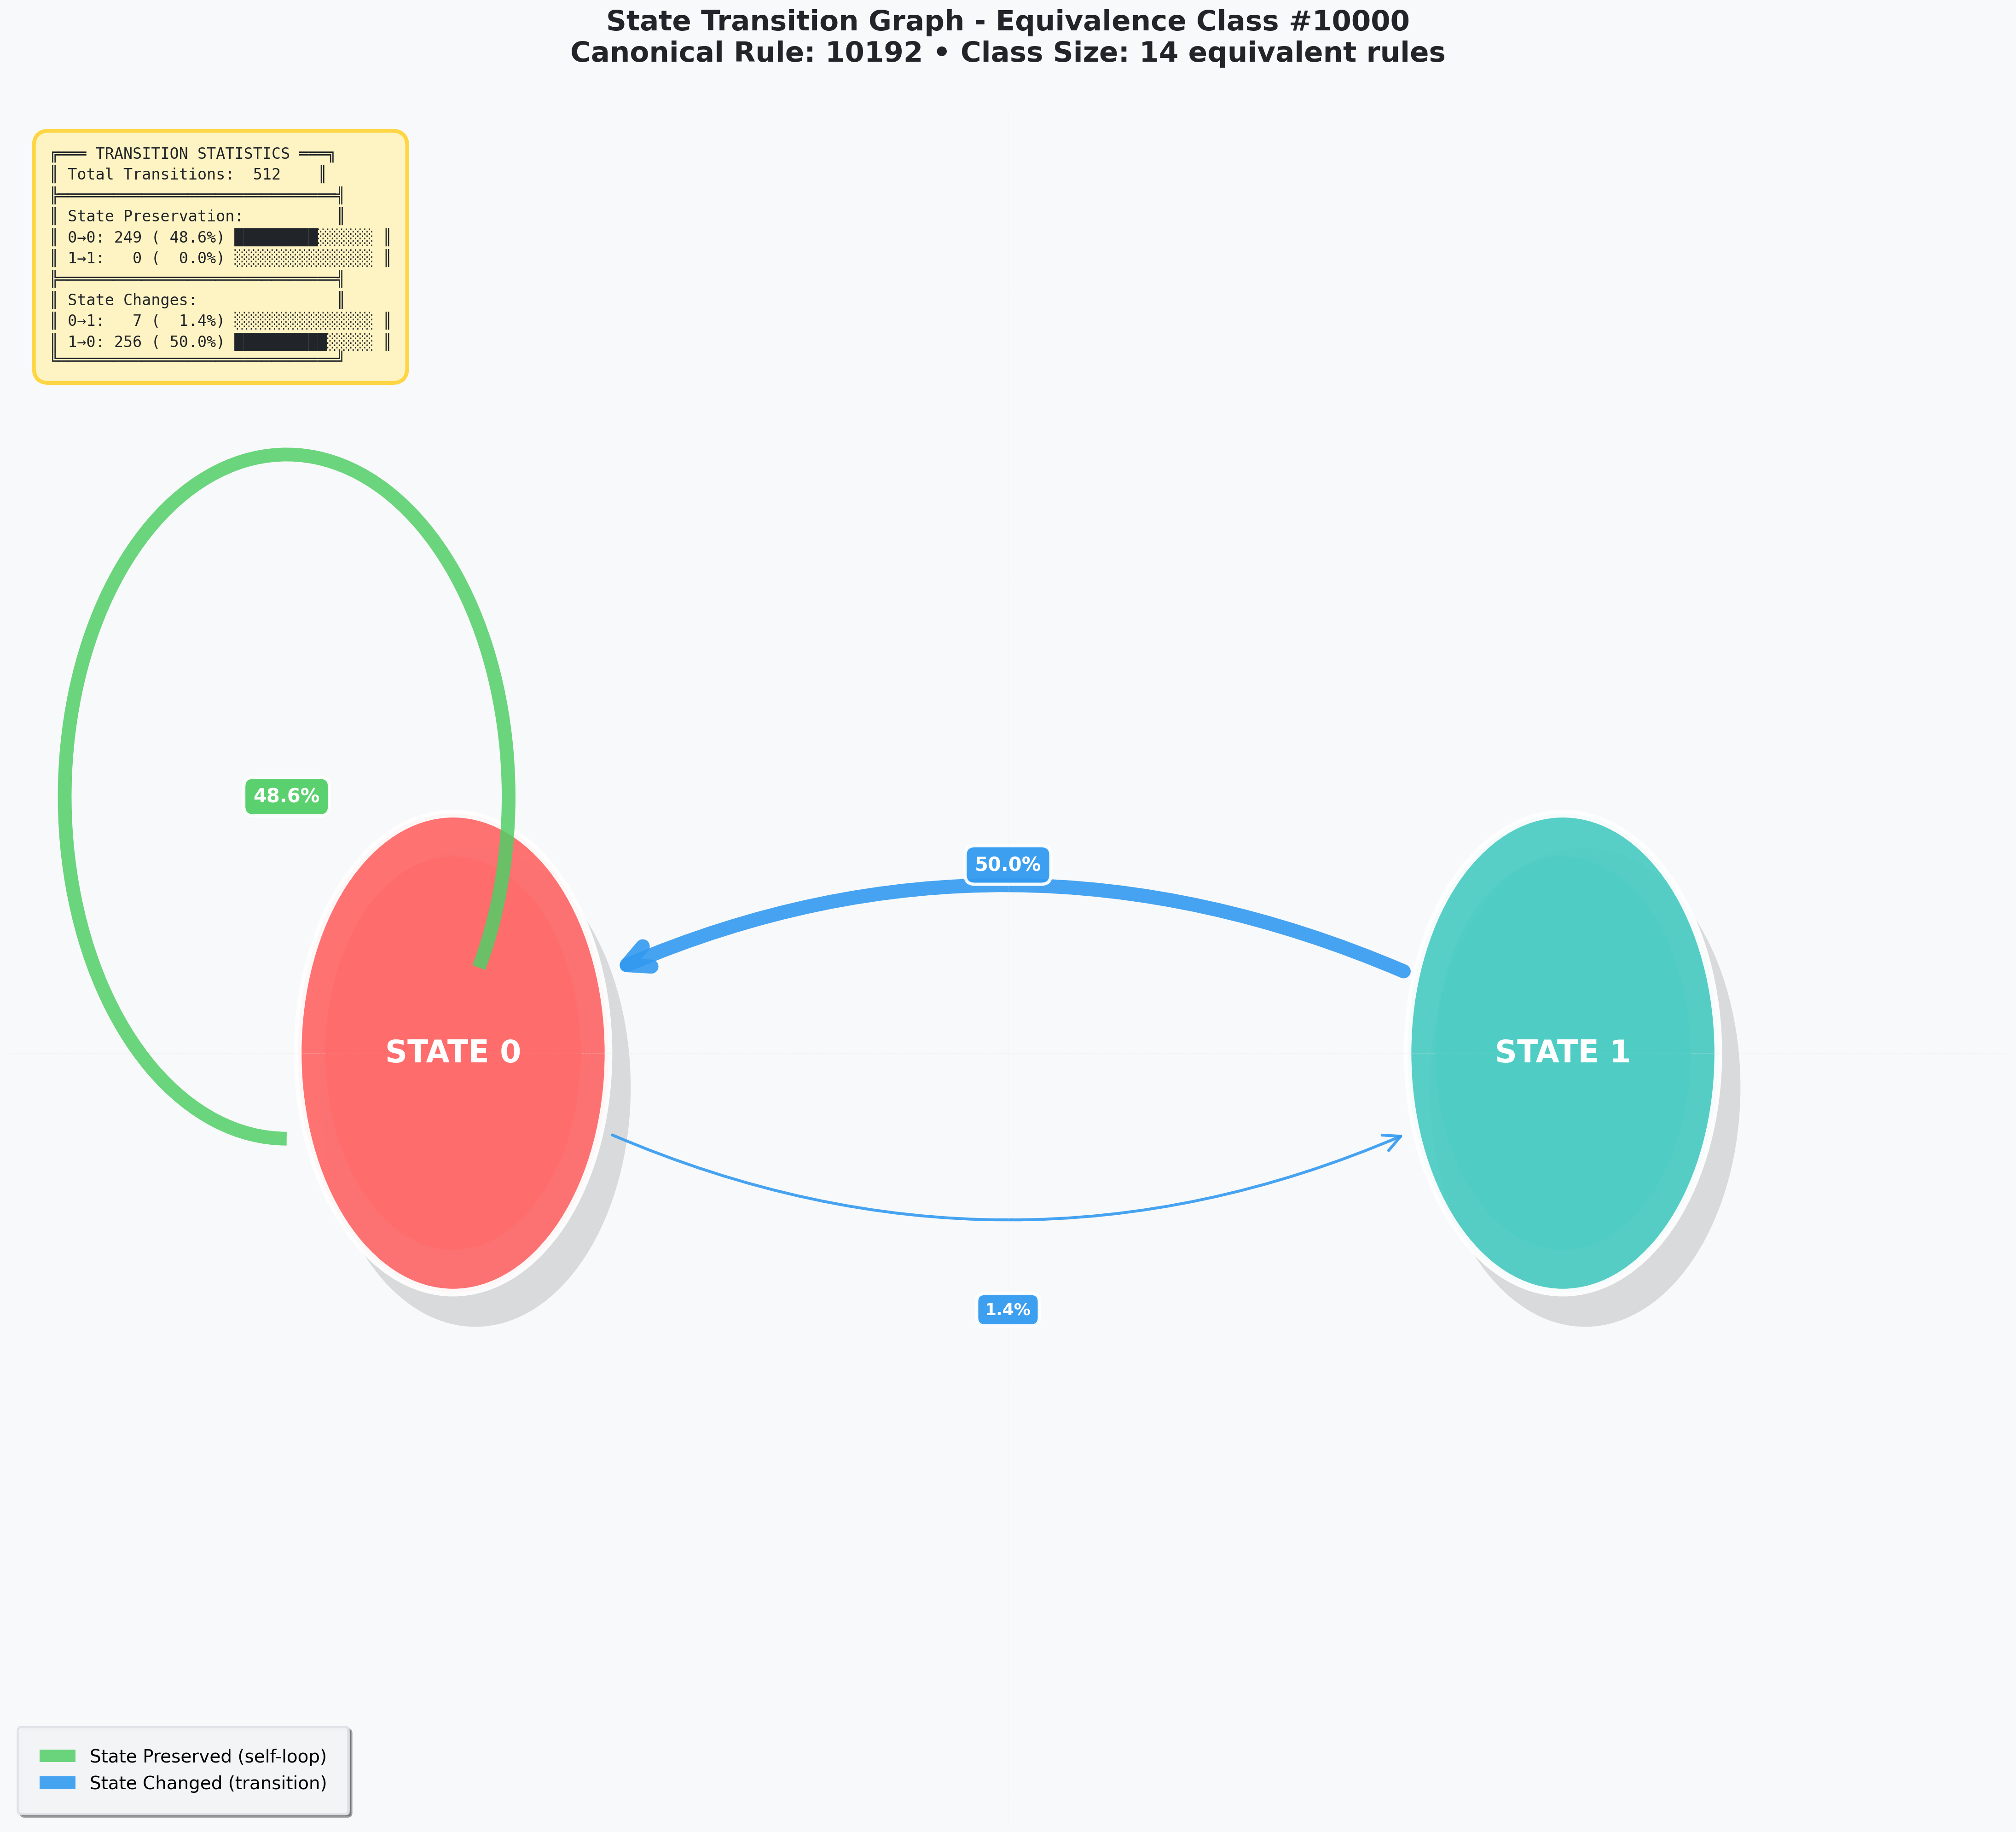 State Transition Graph - Equivalence Class #10000
Canonical Rule: 10192 • Class Size: 14 equivalent rules
TRANSITION STATISTICS
Total Transitions:  512
State Preservation:
0→0: 249 ( 48.6%)
1→1:   0 (  0.0%)
State Changes:
0→1:   7 (  1.4%)
1→0: 256 ( 50.0%)
48.6%
50.0%
STATE 0
STATE 1
1.4%
State Preserved (self-loop)
State Changed (transition)